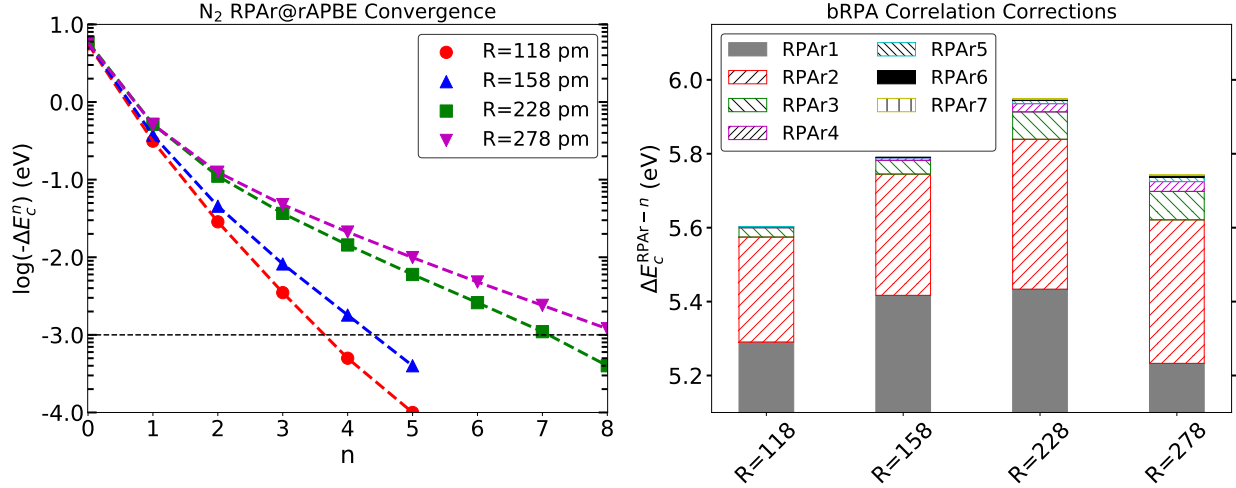 N₂ RPAr@rAPBE Convergence
log(-ΔEcⁿ) (eV)
1.0
0.0
-1.0
-2.0
-3.0
-4.0
R=118 pm
R=158 pm
R=228 pm
R=278 pm
0 1 2 3 4 5 6 7 8
n
bRPA Correlation Corrections
ΔEc^RPAr−n (eV)
6.0
5.8
5.6
5.4
5.2
RPAr1
RPAr2
RPAr3
RPAr4
RPAr5
RPAr6
RPAr7
R=118
R=158
R=228
R=278